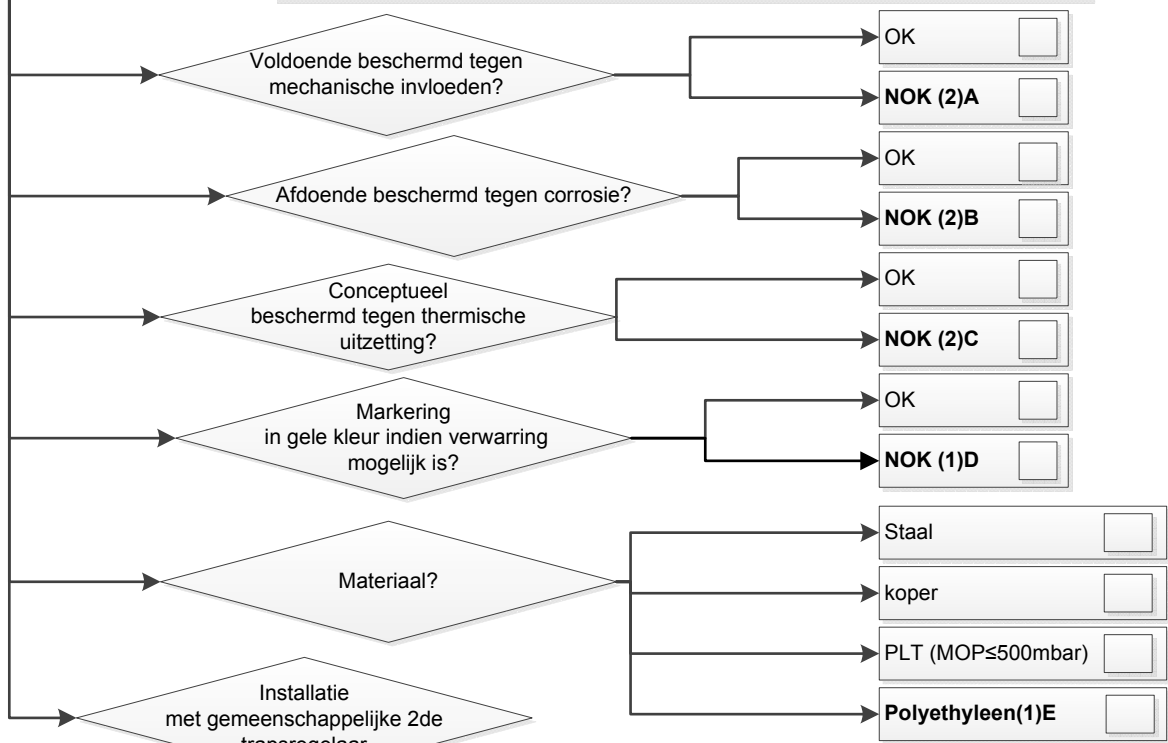 Voldoende beschermd tegen
mechanische invloeden?
OK
NOK (2)A
Afdoende beschermd tegen corrosie?
OK
NOK (2)B
Conceptueel
beschermd tegen thermische
uitzetting?
OK
NOK (2)C
Markering
in gele kleur indien verwarring
mogelijk is?
OK
NOK (1)D
Materiaal?
Staal
koper
PLT (MOP≤500mbar)
Polyethyleen(1)E
Installatie
met gemeenschappelijke 2de